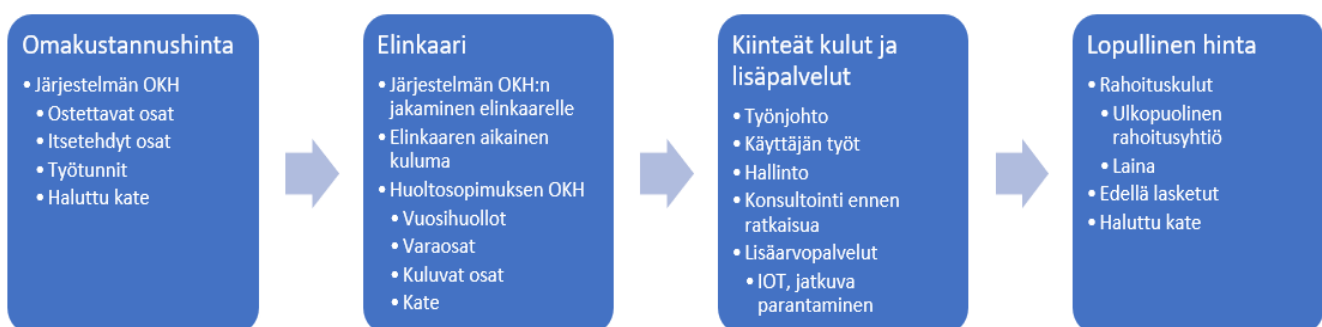 Omakustannushinta
• Järjestelmän OKH
• Ostettavat osat
• Itsetehdyt osat
• Työtunnit
• Haluttu kate
Elinkaari
• Järjestelmän OKH:n
jakaminen elinkaarelle
• Elinkaaren aikainen
kuluma
• Huoltosopimuksen OKH
• Vuosihuollot
• Varaosat
• Kuluvat osat
• Kate
Kiinteät kulut ja
lisäpalvelut
• Työnjohto
• Käyttäjän työt
• Hallinto
• Konsultointi ennen
ratkaisua
• Lisäarvopalvelut
• IOT, jatkuva
parantaminen
Lopullinen hinta
• Rahoituskulut
• Ulkopuolinen
rahoitusyhtiö
• Laina
• Edellä lasketut
• Haluttu kate